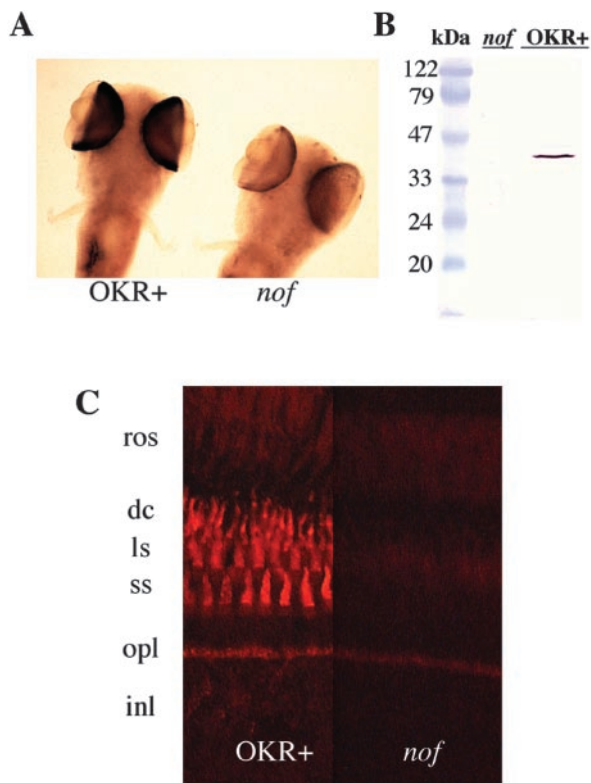 A
OKR+ nof
B
kDa nof OKR+
122
79
47
33
24
20
C
ros
dc
ls
ss
opl
inl
OKR+ nof